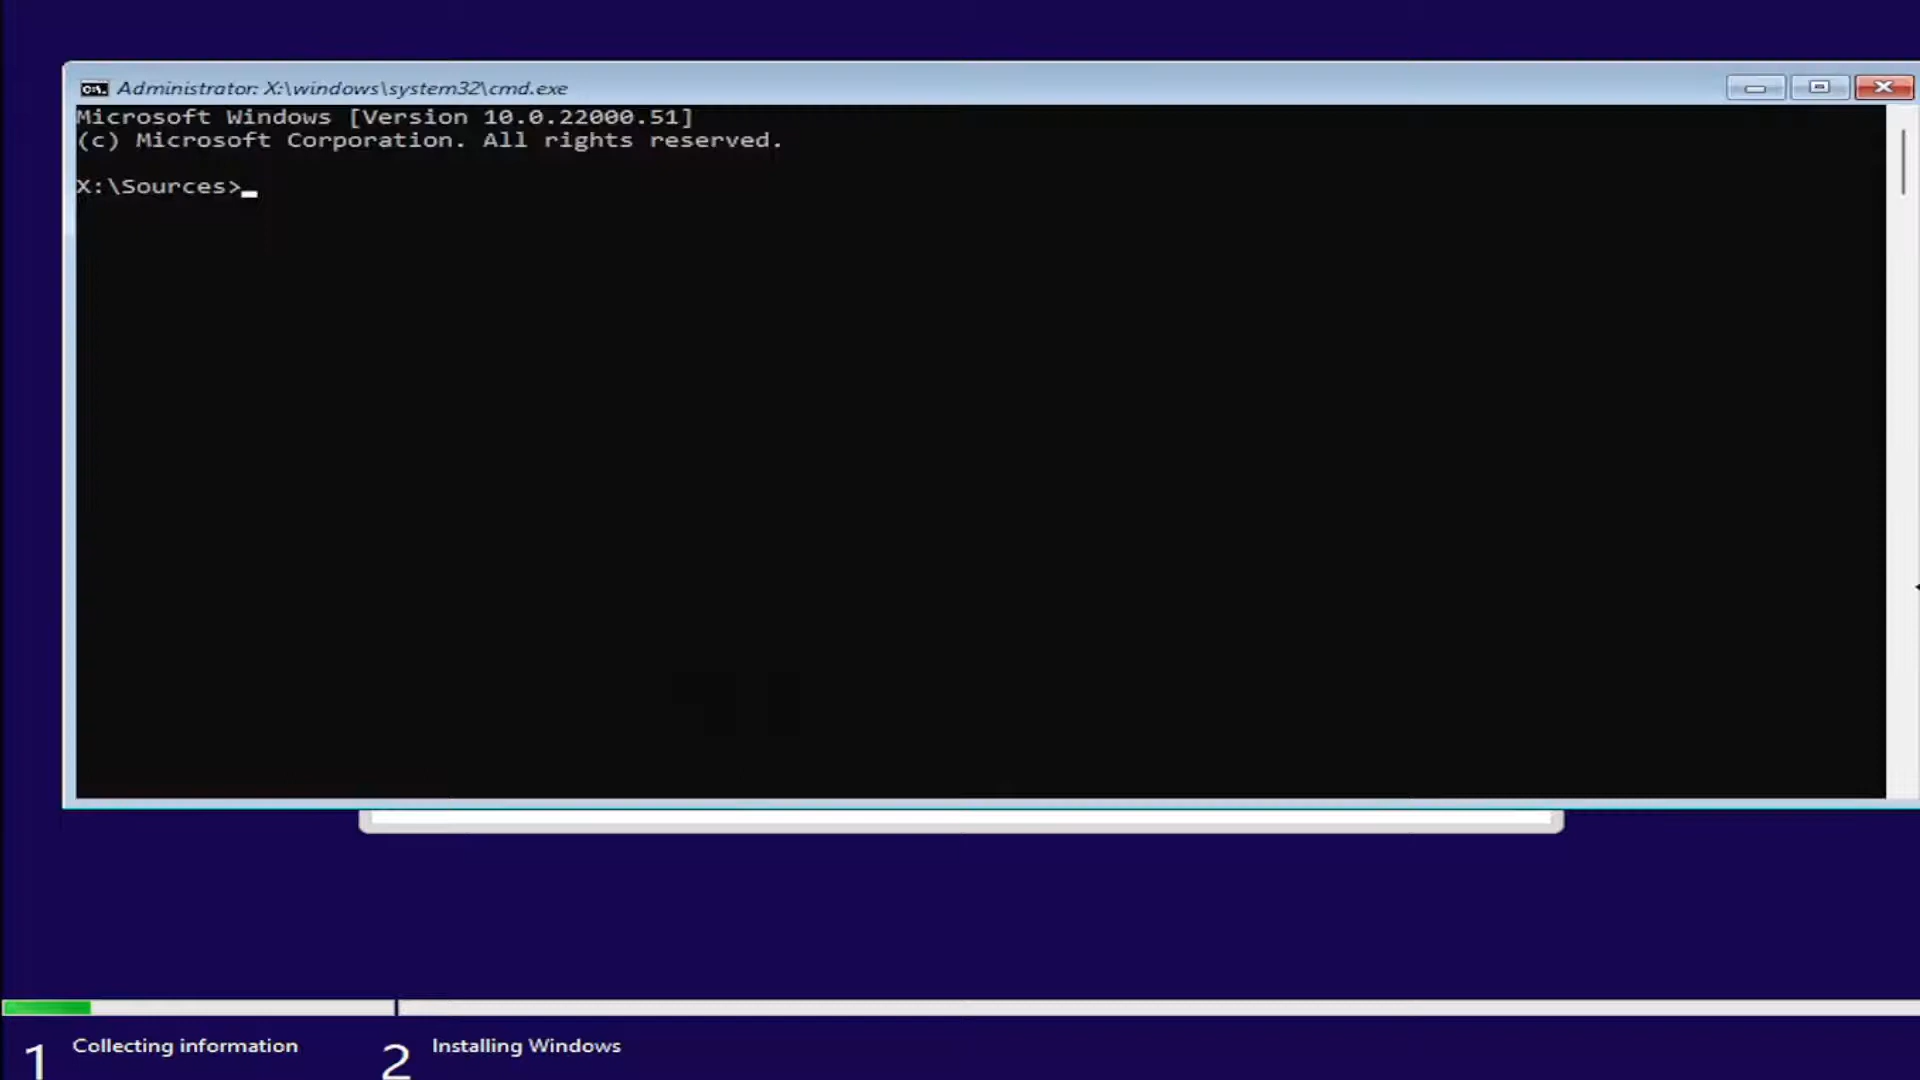 Administrator: X:\windows\system32\cmd.exe
Microsoft Windows [Version 10.0.22000.51]
(c) Microsoft Corporation. All rights reserved.
X:\Sources>
1 Collecting information
2 Installing Windows